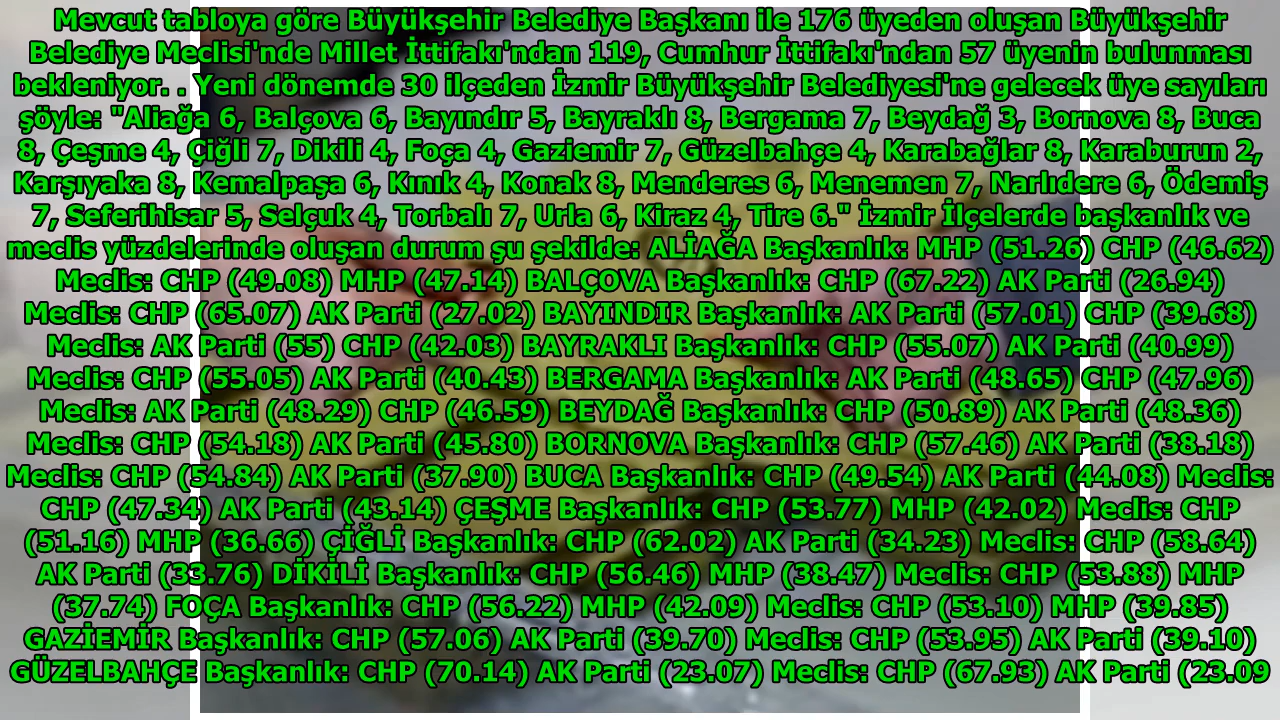 Mevcut tabloya göre Büyükşehir Belediye Başkanı ile 176 üyeden oluşan Büyükşehir
Belediye Meclisi'nde Millet İttifakı'ndan 119, Cumhur İttifakı'ndan 57 üyenin bulunması
bekleniyor. . Yeni dönemde 30 ilçeden İzmir Büyükşehir Belediyesi'ne gelecek üye sayıları
şöyle: "Aliağa 6, Balçova 6, Bayındır 5, Bayraklı 8, Bergama 7, Beydağ 3, Bornova 8, Buca
8, Çeşme 4, Çiğli 7, Dikili 4, Foça 4, Gaziemir 7, Güzelbahçe 4, Karabağlar 8, Karaburun 2,
Karşıyaka 8, Kemalpaşa 6, Kınık 4, Konak 8, Menderes 6, Menemen 7, Narlıdere 6, Ödemiş
7, Seferihisar 5, Selçuk 4, Torbalı 7, Urla 6, Kiraz 4, Tire 6." İzmir İlçelerde başkanlık ve
meclis yüzdelerinde oluşan durum şu şekilde: ALİAĞA Başkanlık: MHP (51.26) CHP (46.62)
Meclis: CHP (49.08) MHP (47.14) BALÇOVA Başkanlık: CHP (67.22) AK Parti (26.94)
Meclis: CHP (65.07) AK Parti (27.02) BAYINDIR Başkanlık: AK Parti (57.01) CHP (39.68)
Meclis: AK Parti (55) CHP (42.03) BAYRAKLI Başkanlık: CHP (55.07) AK Parti (40.99)
Meclis: CHP (55.05) AK Parti (40.43) BERGAMA Başkanlık: AK Parti (48.65) CHP (47.96)
Meclis: AK Parti (48.29) CHP (46.59) BEYDAĞ Başkanlık: CHP (50.89) AK Parti (48.36)
Meclis: CHP (54.18) AK Parti (45.80) BORNOVA Başkanlık: CHP (57.46) AK Parti (38.18)
Meclis: CHP (54.84) AK Parti (37.90) BUCA Başkanlık: CHP (49.54) AK Parti (44.08) Meclis:
CHP (47.34) AK Parti (43.14) ÇEŞME Başkanlık: CHP (53.77) MHP (42.02) Meclis: CHP
(51.16) MHP (36.66) ÇİĞLİ Başkanlık: CHP (62.02) AK Parti (34.23) Meclis: CHP (58.64)
AK Parti (33.76) DİKİLİ Başkanlık: CHP (56.46) MHP (38.47) Meclis: CHP (53.88) MHP
(37.74) FOÇA Başkanlık: CHP (56.22) MHP (42.09) Meclis: CHP (53.10) MHP (39.85)
GAZİEMİR Başkanlık: CHP (57.06) AK Parti (39.70) Meclis: CHP (53.95) AK Parti (39.10)
GÜZELBAHÇE Başkanlık: CHP (70.14) AK Parti (23.07) Meclis: CHP (67.93) AK Parti (23.09